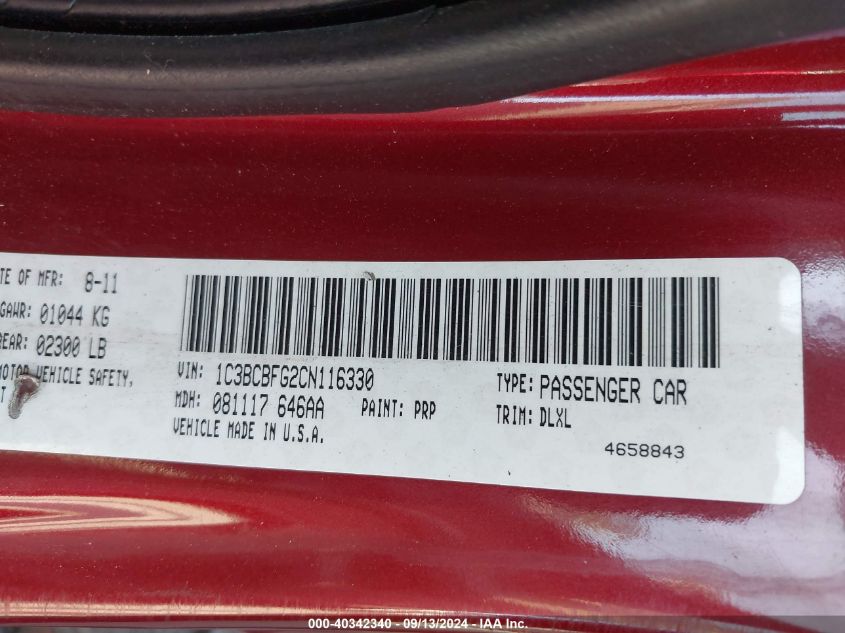 TE OF MFR: 8-11
GAWR: 01044 KG
REAR: 02300 LB
MOTOR VEHICLE SAFETY,
VIN: 1C3BCBFG2CN116330
TYPE: PASSENGER CAR
MDH: 081117 646AA PAINT: PRP
TRIM: DLXL
VEHICLE MADE IN U.S.A.
4658843
000-40342340 - 09/13/2024 - IAA Inc.